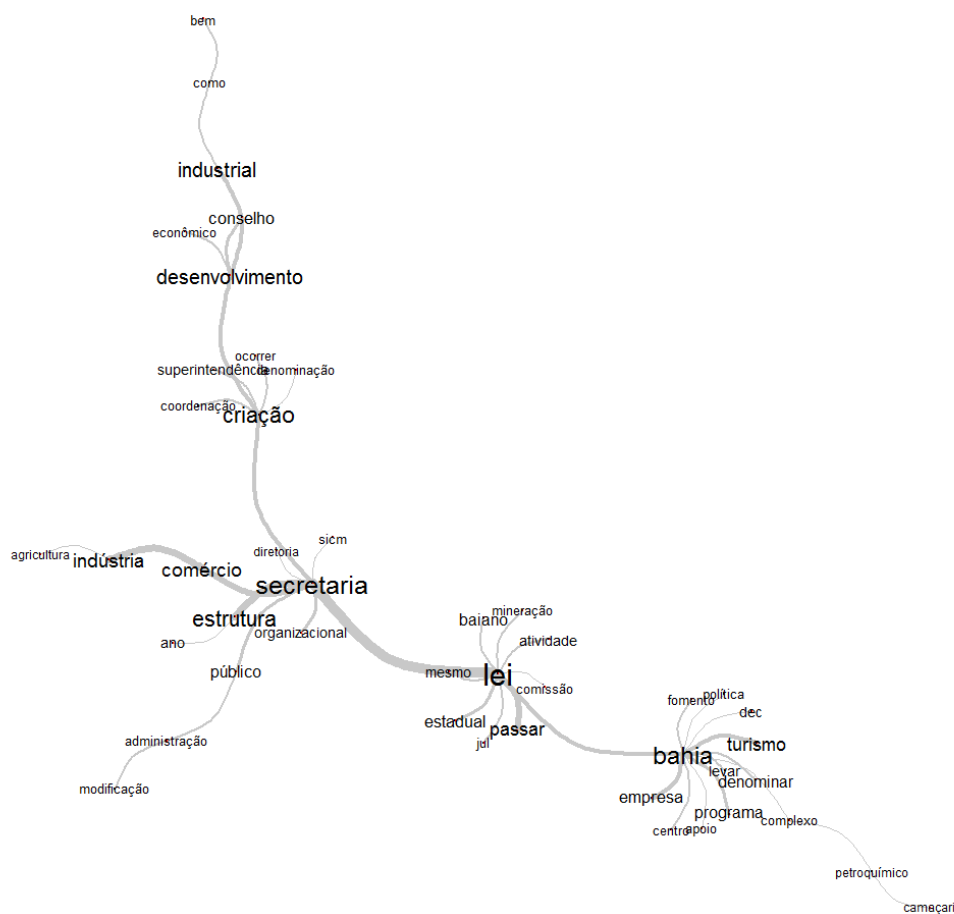 bem
como
industrial
conselho
econômico
desenvolvimento
ocorrer
superintendência
denominação
coordenação
criação
sicm
diretoria
agricultura
indústria
comércio
secretaria
estrutura
organizacional
ano
público
administração
modificação
mineração
baiano
atividade
mesmo
lei
comissão
estadual
passar
jul
política
fomento
dec
turismo
bahia
levar
denominar
empresa
programa
complexo
centro
apoio
petroquímico
camaçari